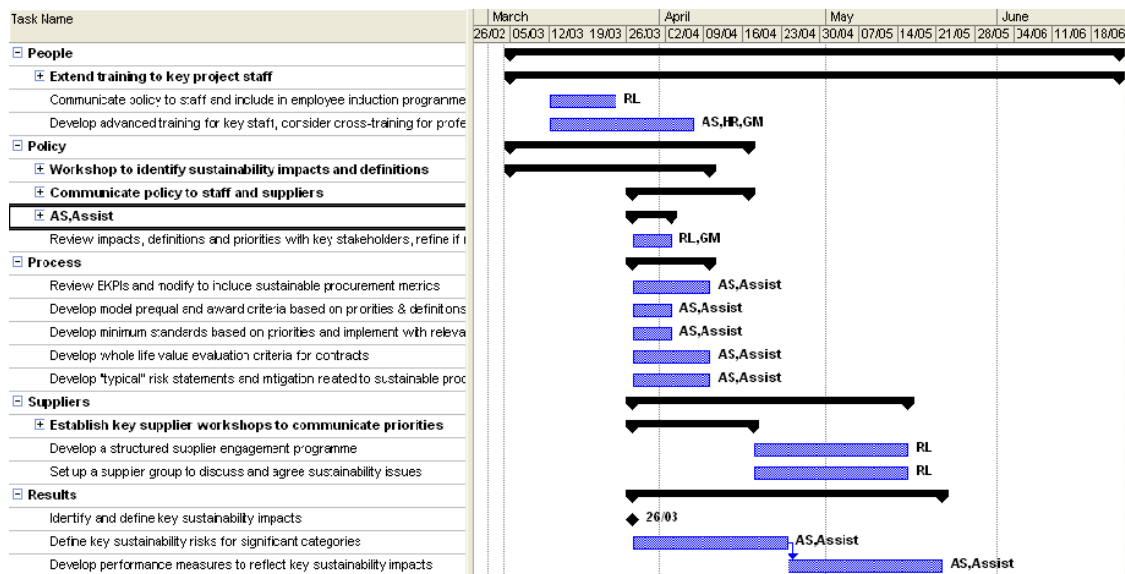 Task Name
March April May June
26/02 05/03 12/03 19/03 26/03 02/04 09/04 16/04 23/04 30/04 07/05 14/05 21/05 28/05 04/06 11/06 18/06
People
Extend training to key project staff
Communicate policy to staff and include in employee induction programme RL
Develop advanced training for key staff, consider cross-training for profe AS,HR,GM
Policy
Workshop to identify sustainability impacts and definitions
Communicate policy to staff and suppliers
AS,Assist
Review impacts, definitions and priorities with key stakeholders, refine if RL,GM
Process
Review EKPIs and modify to include sustainable procurement metrics AS,Assist
Develop model prequal and award criteria based on priorities & definitions AS,Assist
Develop minimum standards based on priorities and implement with releva AS,Assist
Develop whole life value evaluation criteria for contracts AS,Assist
Develop "typical" risk statements and mitigation related to sustainable proc AS,Assist
Suppliers
Establish key supplier workshops to communicate priorities
Develop a structured supplier engagement programme RL
Set up a supplier group to discuss and agree sustainability issues RL
Results
Identify and define key sustainability impacts 26/03
Define key sustainability risks for significant categories AS,Assist
Develop performance measures to reflect key sustainability impacts AS,Assist